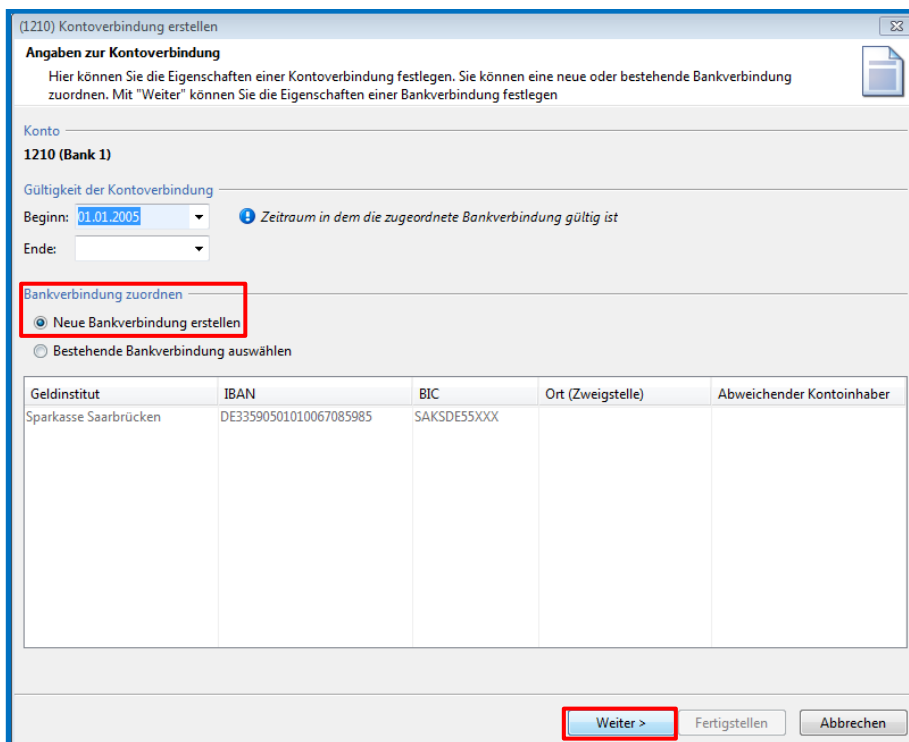 (1210) Kontoverbindung erstellen
Angaben zur Kontoverbindung
Hier können Sie die Eigenschaften einer Kontoverbindung festlegen. Sie können eine neue oder bestehende Bankverbindung
zuordnen. Mit "Weiter" können Sie die Eigenschaften einer Bankverbindung festlegen
Konto
1210 (Bank 1)
Gültigkeit der Kontoverbindung
Beginn: 01.01.2005 Zeitraum in dem die zugeordnete Bankverbindung gültig ist
Ende:
Bankverbindung zuordnen
Neue Bankverbindung erstellen
Bestehende Bankverbindung auswählen
Geldinstitut IBAN BIC Ort (Zweigstelle) Abweichender Kontoinhaber
Sparkasse Saarbrücken DE33590501010067085985 SAKSDE55XXX
Weiter > Fertigstellen Abbrechen